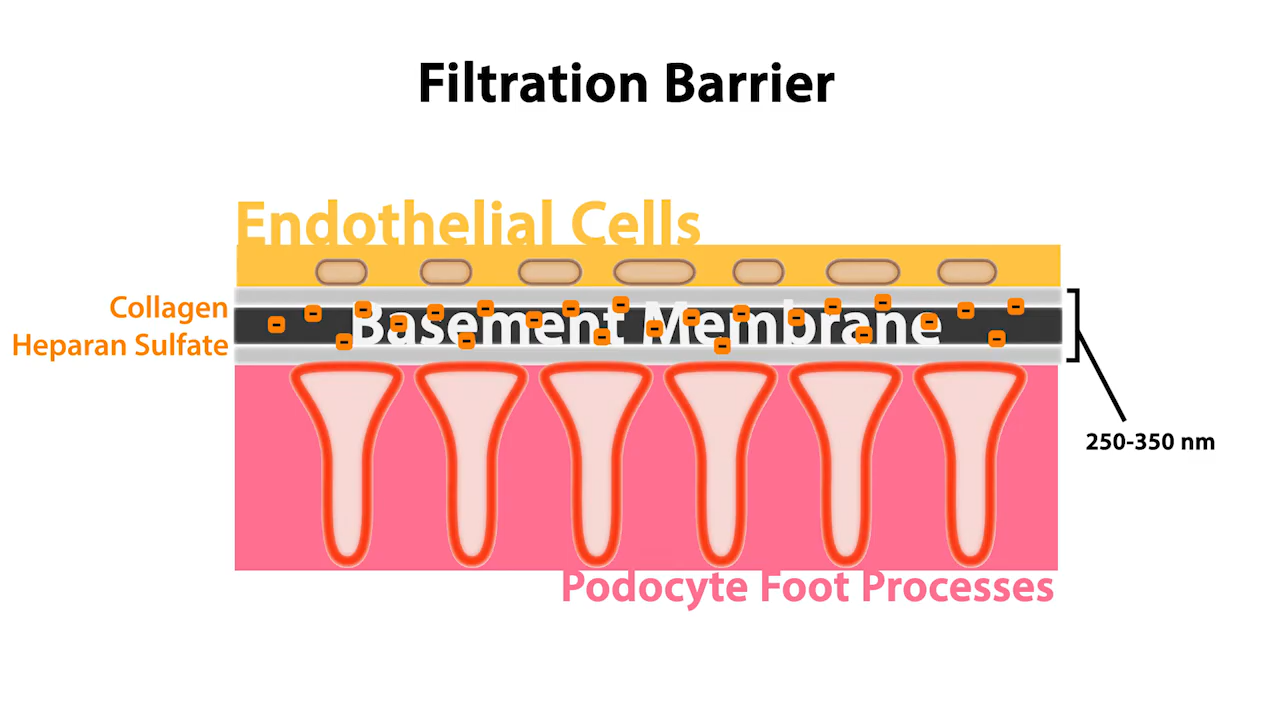 Filtration Barrier
Endothelial Cells
Collagen
Basement Membrane
Heparan Sulfate
250-350 nm
Podocyte Foot Processes